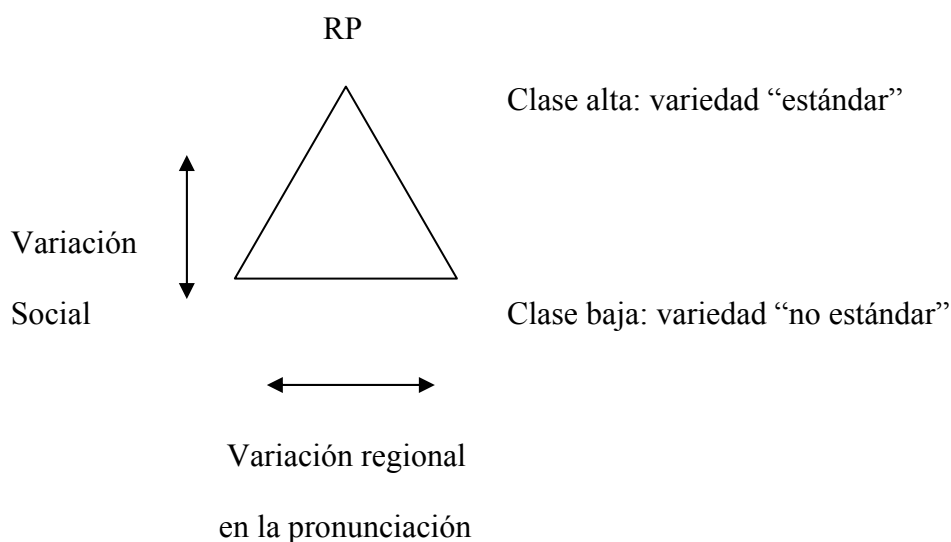 RP
Clase alta: variedad “estándar”
Variación
Social
Clase baja: variedad “no estándar”
Variación regional
en la pronunciación